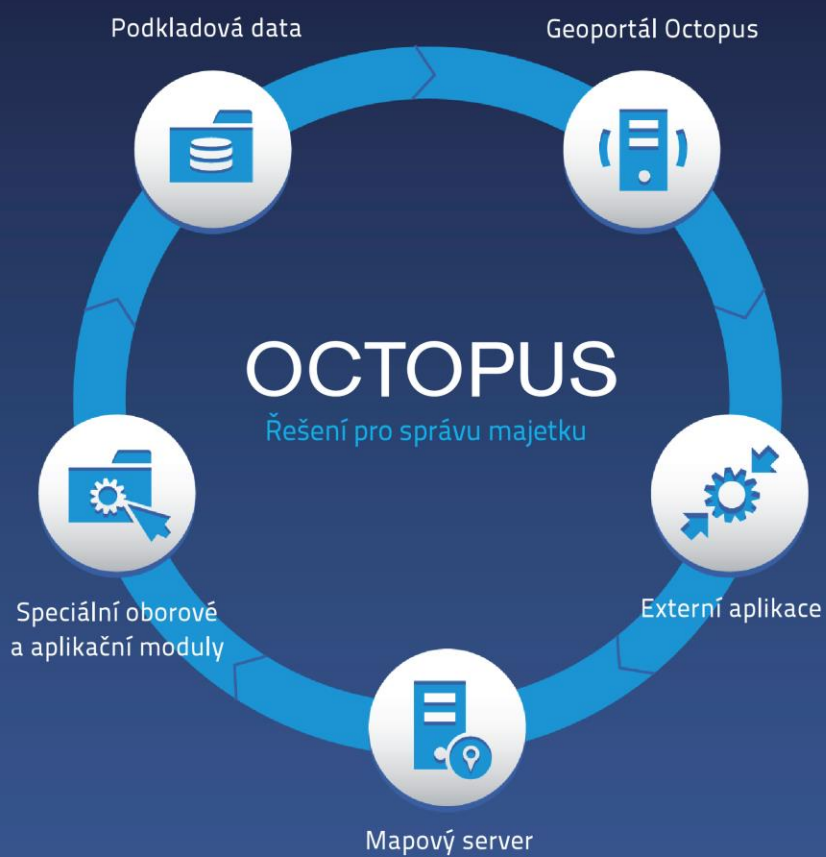 Podkladová data
Geoportál Octopus
OCTOPUS
Řešení pro správu majetku
Speciální oborové
a aplikační moduly
Externí aplikace
Mapový server